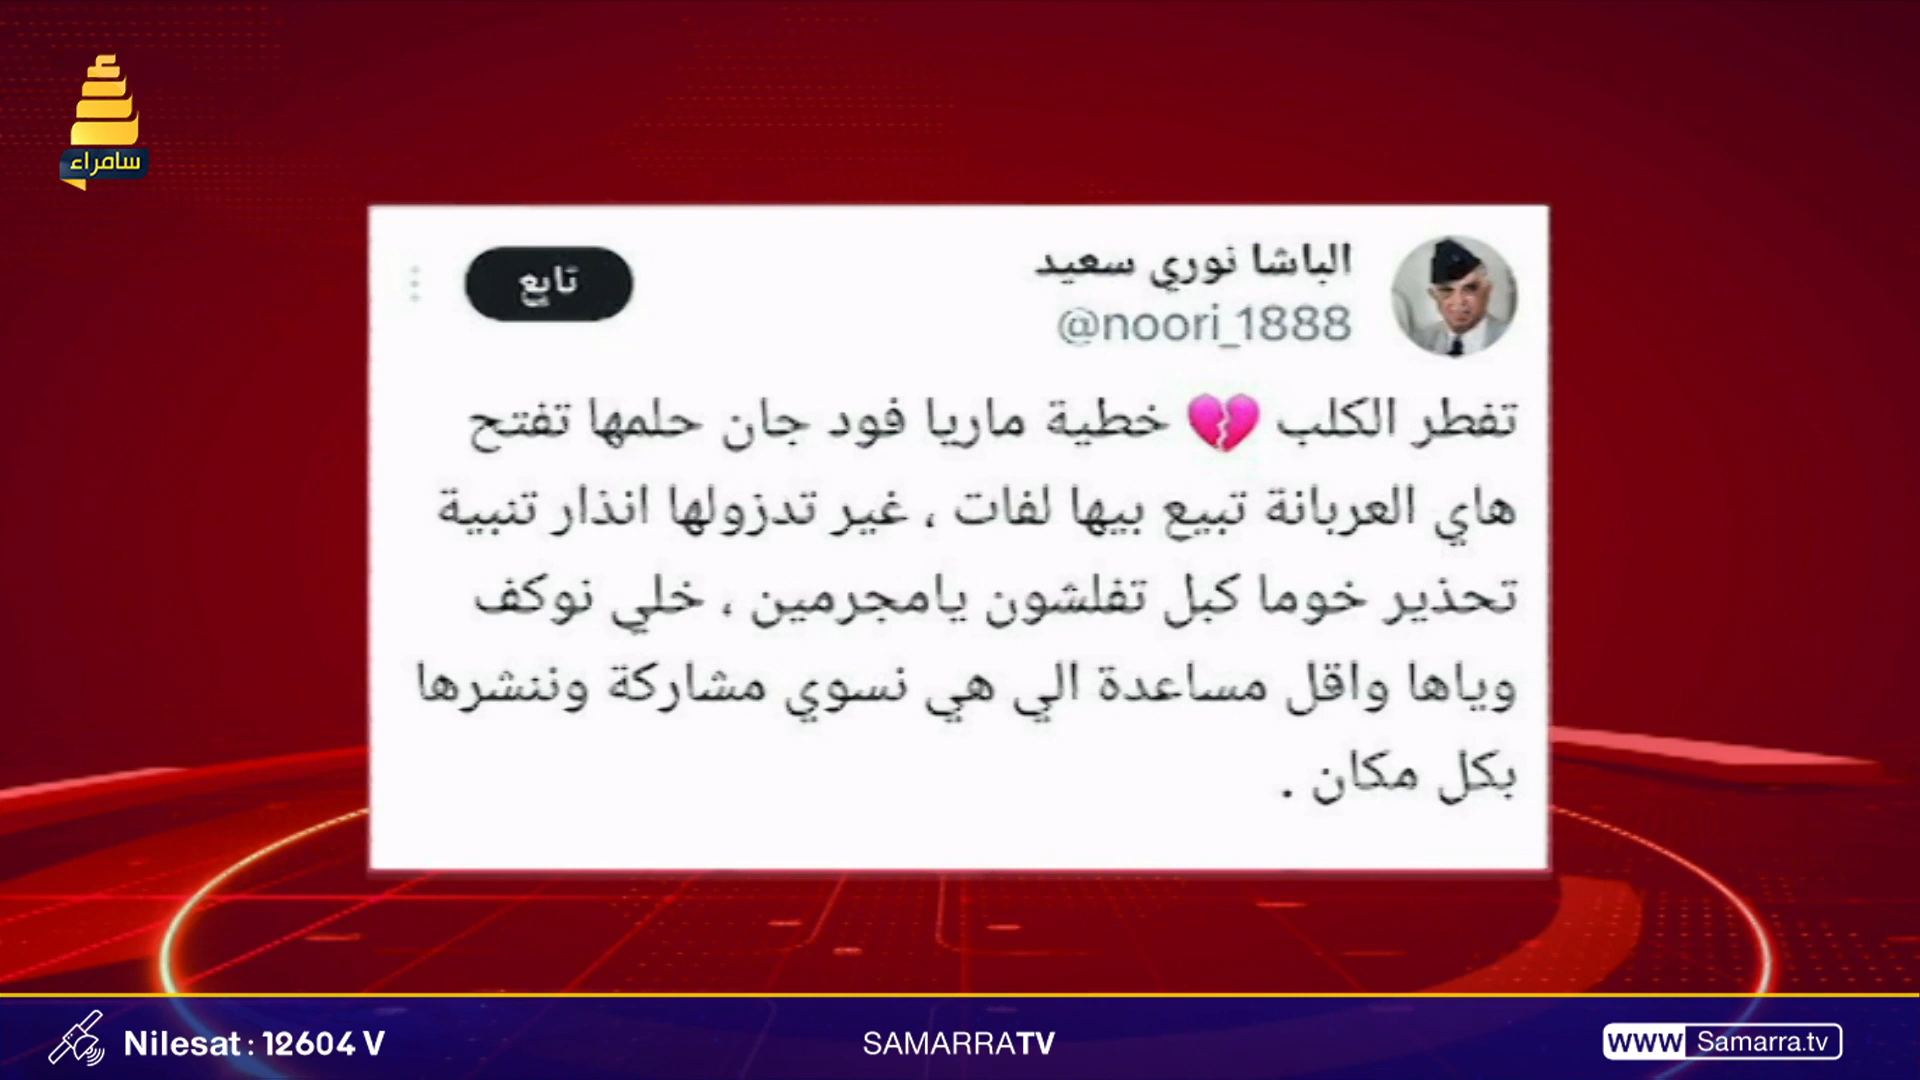 سامراء
الباشا نوري سعيد
@noori_1888
تابع
تفطر الكلب 💔 خطية ماريا فود جان حلمها تفتح
هاي العربانة تبيع بيها لفات ، غير تدزولها انذار تنبية
تحذير خوما كبل تفلشون يامجرمين ، خلي نوكف
وياها واقل مساعدة الي هي نسوي مشاركة وننشرها
بكل مكان .
Nilesat : 12604 V
SAMARRATV
www Samarra.tv